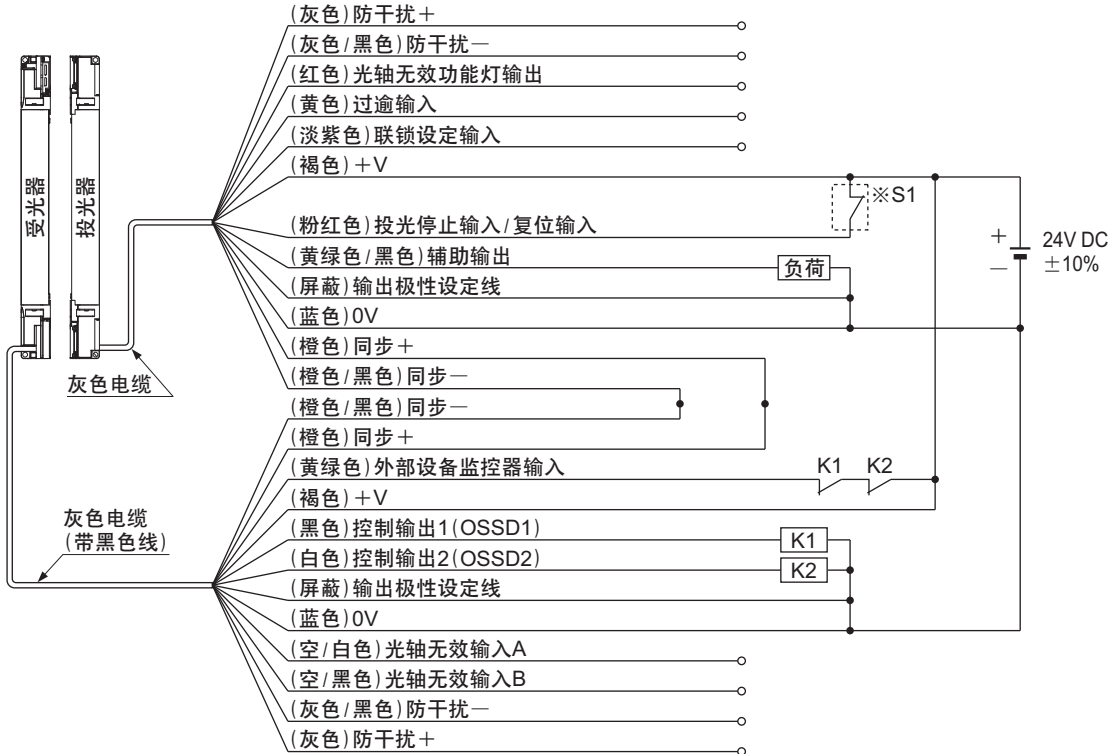 (灰色)防干扰＋
(灰色/黑色)防干扰－
(红色)光轴无效功能灯输出
(黄色)过逾输入
(淡紫色)联锁设定输入
(褐色)＋V
※S1
(粉红色)投光停止输入/复位输入
＋
－
24V DC
±10%
(黄绿色/黑色)辅助输出
负荷
(屏蔽)输出极性设定线
(蓝色)0V
(橙色)同步＋
(橙色/黑色)同步－
受光器
投光器
灰色电缆
(橙色/黑色)同步－
(橙色)同步＋
(黄绿色)外部设备监控器输入
K1 K2
(褐色)＋V
灰色电缆
(带黑色线)
(黑色)控制输出1(OSSD1)
K1
(白色)控制输出2(OSSD2)
K2
(屏蔽)输出极性设定线
(蓝色)0V
(空/白色)光轴无效输入A
(空/黑色)光轴无效输入B
(灰色/黑色)防干扰－
(灰色)防干扰＋